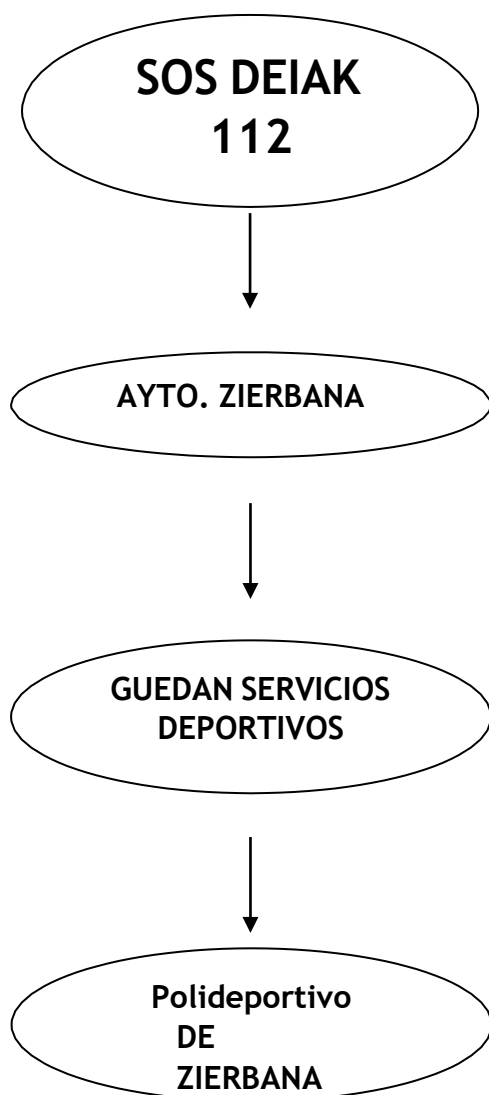 SOS DEIAK
112
AYTO. ZIERBANA
GUEDAN SERVICIOS
DEPORTIVOS
Polideportivo
DE
ZIERBANA